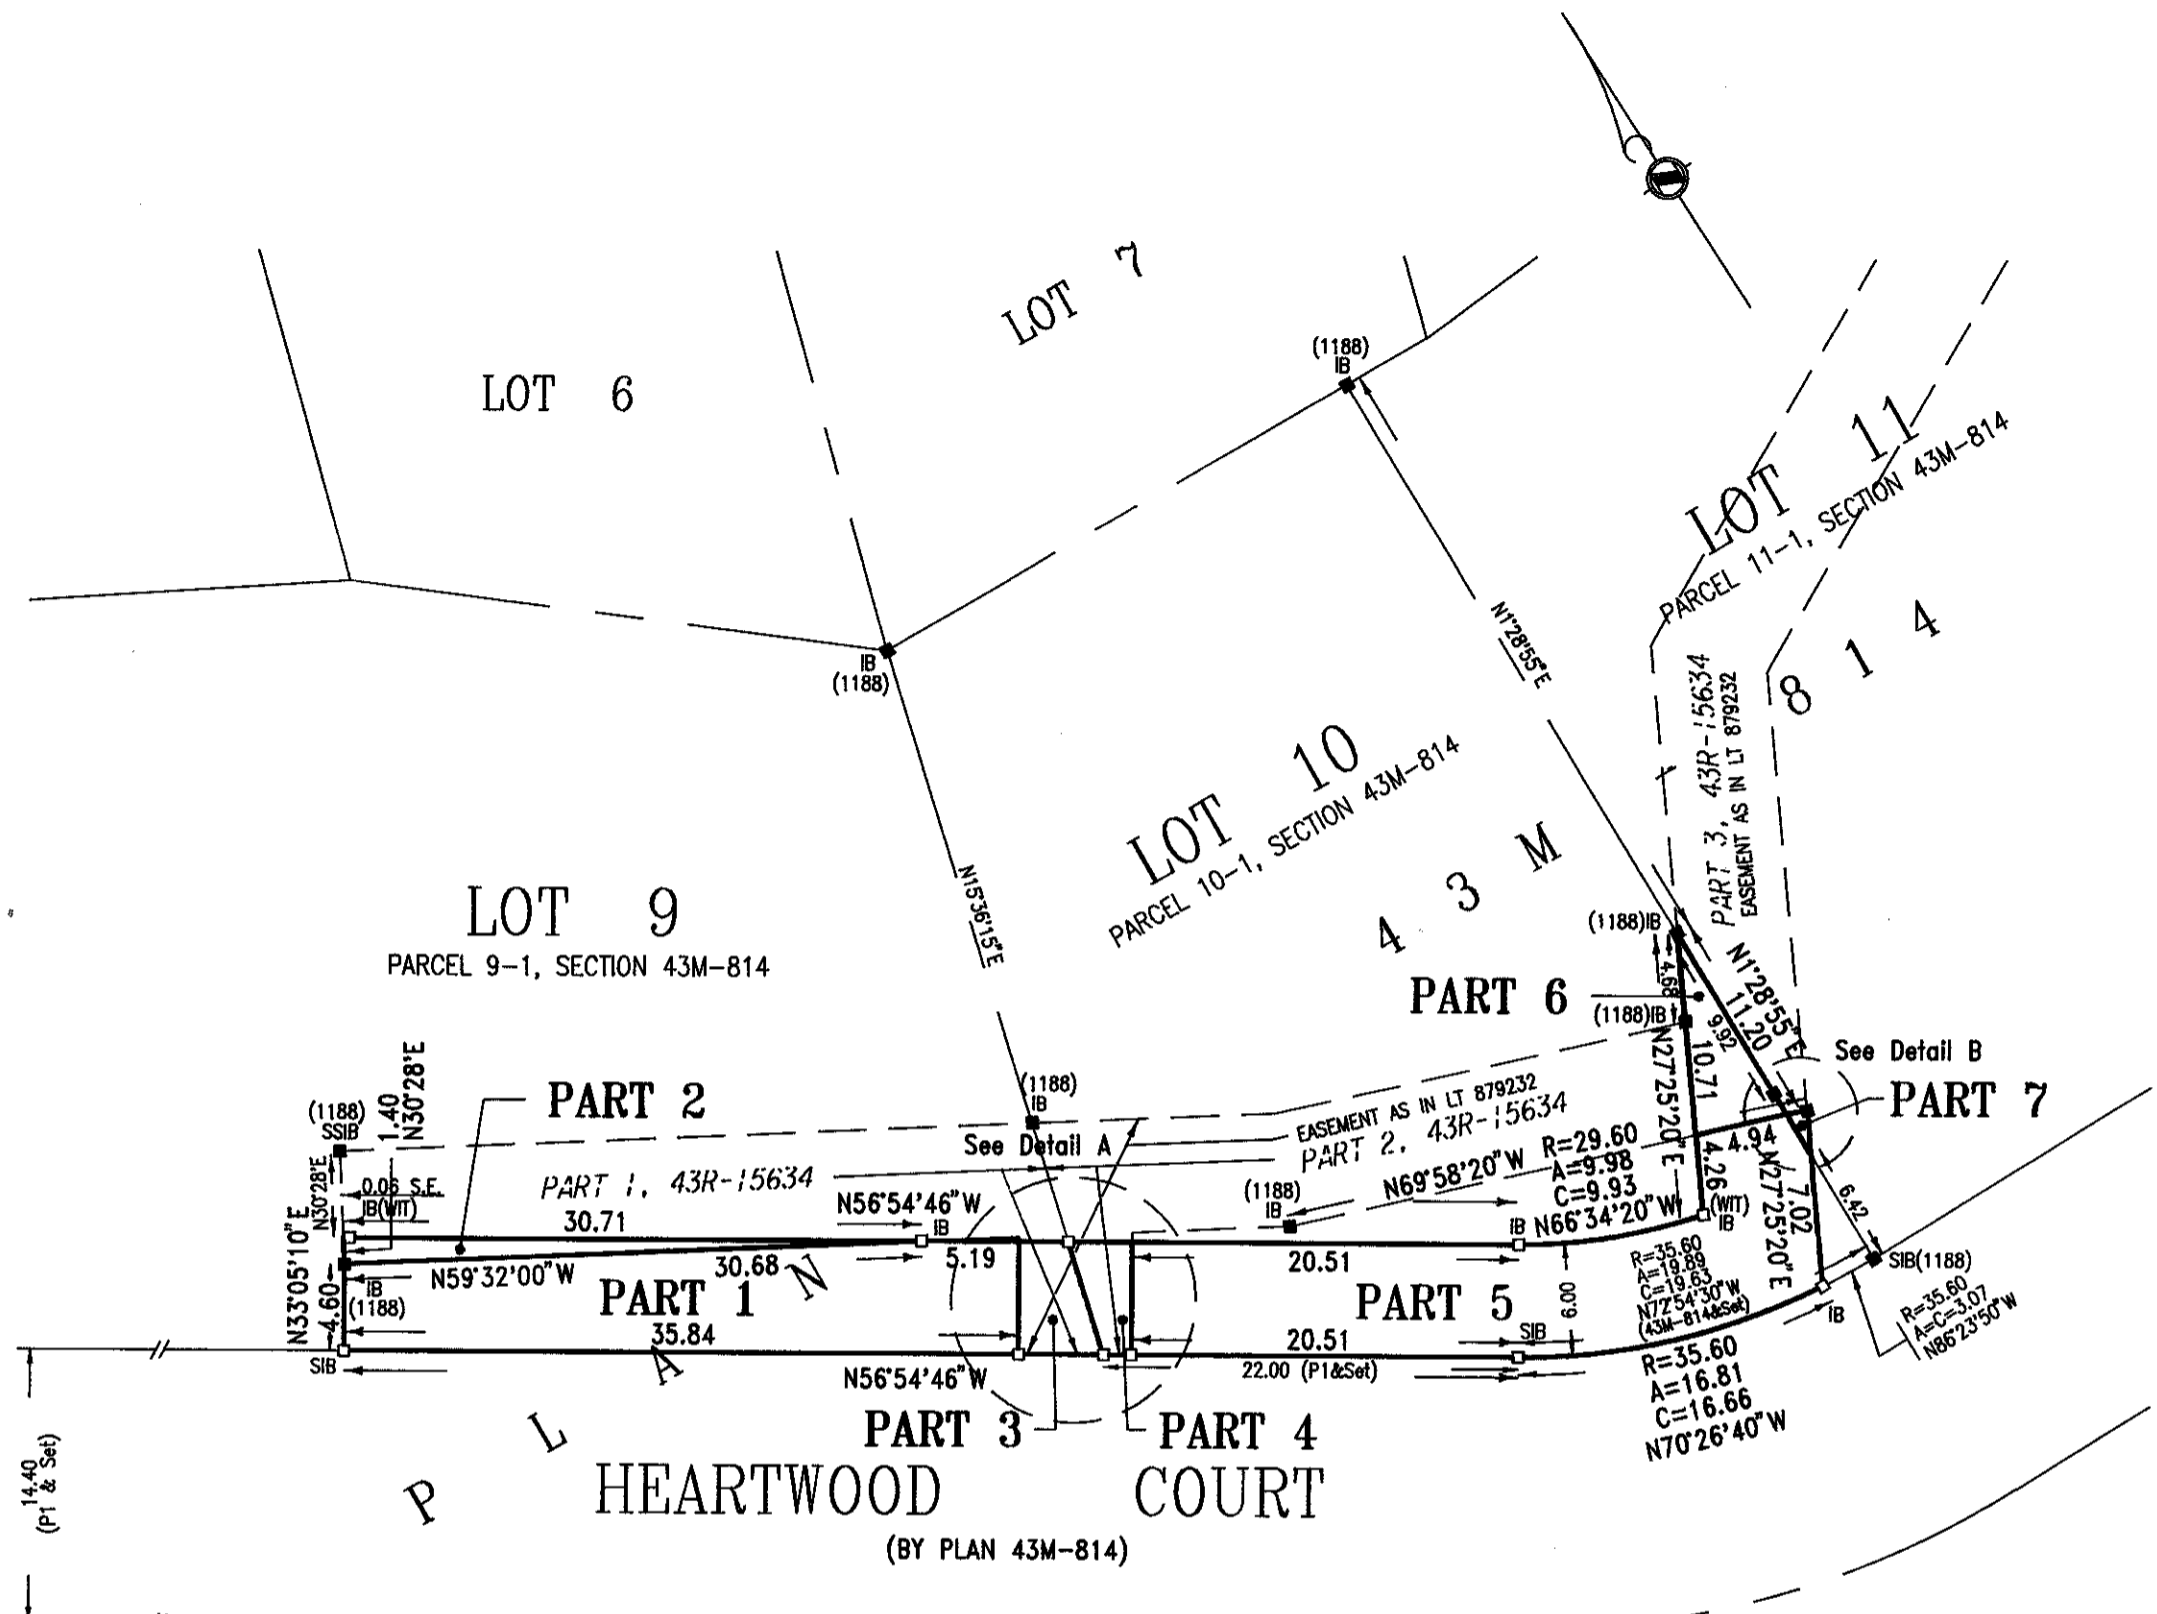 LOT 7
(1188)
IB
LOT 6
LOT 11
PARCEL 11-1, SECTION 43M-814
N1°28'55"E
IB
(1188)
PART 3, 43R-15634
EASEMENT AS IN LT 879232
8 1 4
LOT 10
PARCEL 10-1, SECTION 43M-814
4 3 M
N15°36'15"E
LOT 9
PARCEL 9-1, SECTION 43M-814
(1188)IB
4.68
PART 6
(1188)IB
N1°28'55"E
11.20
9.92
N27°25'20"E
10.71
4.26
See Detail B
PART 7
1.40
N30°28'E
PART 2
(1188)
SSIB
(1188)
IB
See Detail A
EASEMENT AS IN LT 879232
PART 2, 43R-15634
4.94
N27°25'20"E
7.02
6.42
N30°28'E
0.06 S.E.
IB(WIT)
PART 1, 43R-15634
N56°54'46"W
30.71
IB
(1188)
IB
N69°58'20"W
R=29.60
A=9.98
C=9.93
N66°34'20"W
(WIT)
IB
IB
N33°05'10"E
4.60
IB
(1188)
N59°32'00"W
30.68
5.19
20.51
PART 1
35.84
PART 5
6.00
R=35.60
A=19.89
C=19.63
N72°54'30"W
(43M-814&Set)
SIB(1188)
R=35.60
A=C=3.07
N86°23'50"W
IB
SIB
N56°54'46"W
20.51
22.00 (P1&Set)
SIB
R=35.60
A=16.81
C=16.66
N70°26'40"W
PART 3
PART 4
P L A N
HEARTWOOD COURT
(BY PLAN 43M-814)
14.40
(P1 & Set)